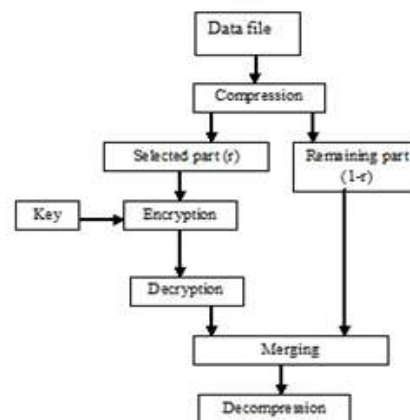 Data file
Compression
Selected part (r)
Remaining part
(1-r)
Key
Encryption
Decryption
Merging
Decompression